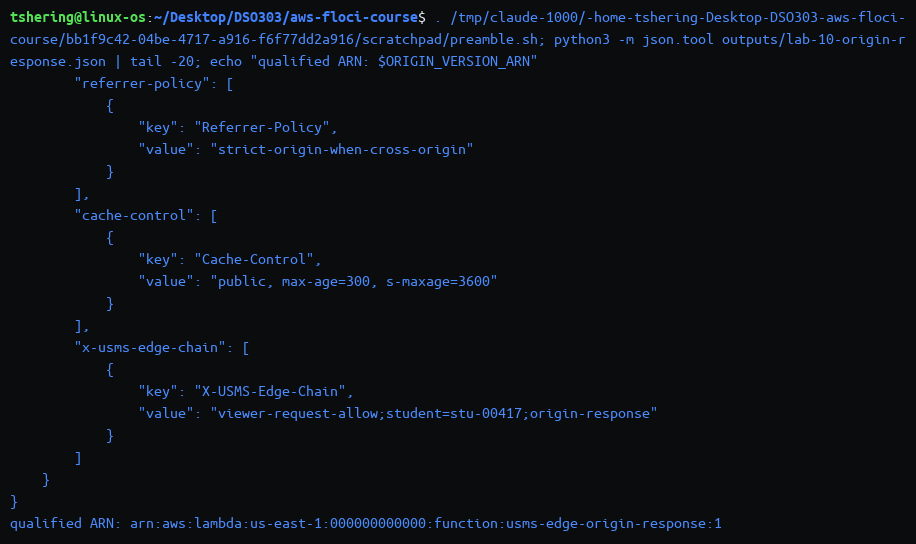 tshering@linux-os:~/Desktop/DSO303/aws-floci-course$ . /tmp/claude-1000/-home-tshering-Desktop-DSO303-aws-floci-
course/bb1f9c42-04be-4717-a916-f6f77dd2a916/scratchpad/preamble.sh; python3 -m json.tool outputs/lab-10-origin-r
esponse.json | tail -20; echo "qualified ARN: $ORIGIN_VERSION_ARN"
        "referrer-policy": [
            {
                "key": "Referrer-Policy",
                "value": "strict-origin-when-cross-origin"
            }
        ],
        "cache-control": [
            {
                "key": "Cache-Control",
                "value": "public, max-age=300, s-maxage=3600"
            }
        ],
        "x-usms-edge-chain": [
            {
                "key": "X-USMS-Edge-Chain",
                "value": "viewer-request-allow;student=stu-00417;origin-response"
            }
        ]
    }
}
qualified ARN: arn:aws:lambda:us-east-1:000000000000:function:usms-edge-origin-response:1